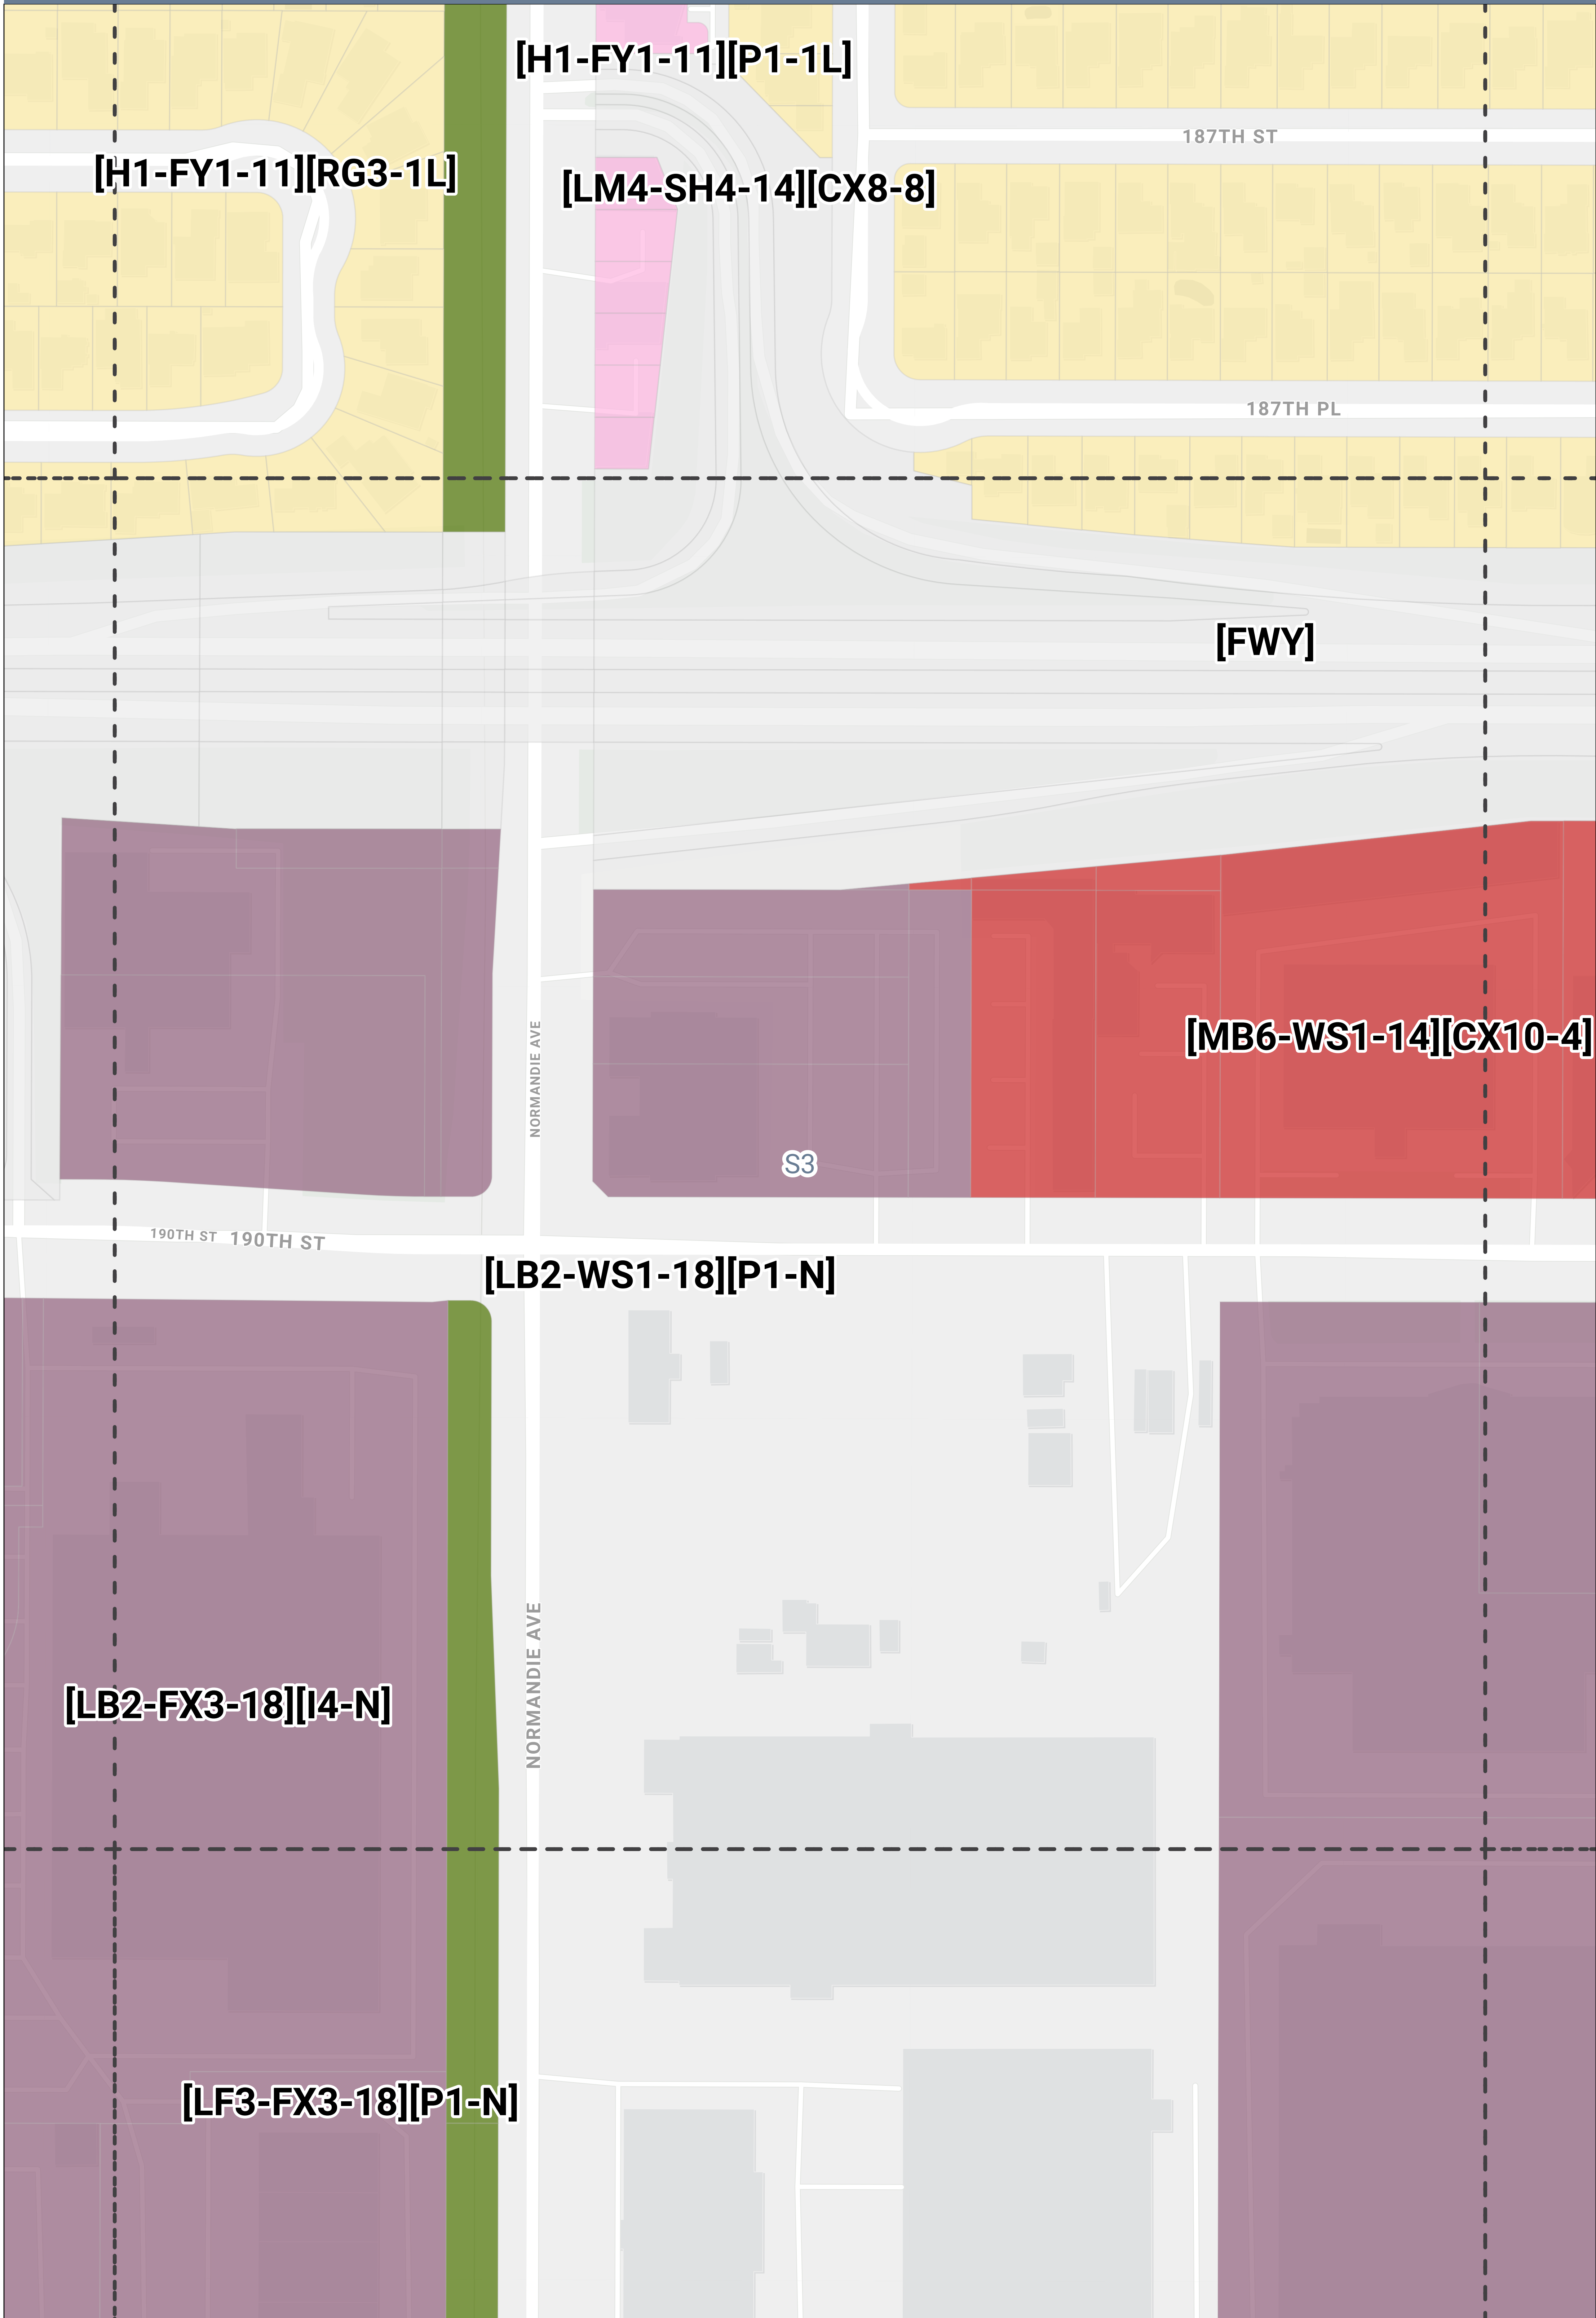 [H1-FY1-11][P1-1L]
187TH ST
[H1-FY1-11][RG3-1L]
[LM4-SH4-14][CX8-8]
187TH PL
[FWY]
[MB6-WS1-14][CX10-4]
NORMANDIE AVE
S3
190TH ST
190TH ST
[LB2-WS1-18][P1-N]
NORMANDIE AVE
[LB2-FX3-18][I4-N]
[LF3-FX3-18][P1-N]